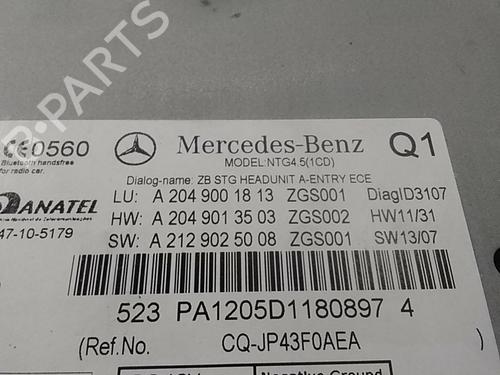 B-PARTS
CE0560
Bluetooth handsfree
for radio car.
Mercedes-Benz
Q1
MODEL:NTG4.5(1CD)
Dialog-name: ZB STG HEADUNIT A-ENTRY ECE
LU: A 204 900 18 13 ZGS001 DiagID3107
ANATEL
HW: A 204 901 35 03 ZGS002 HW11/31
47-10-5179
SW: A 212 902 50 08 ZGS001 SW13/07
523 PA1205D1180897 4
(Ref.No. CQ-JP43F0AEA )
Negative Ground